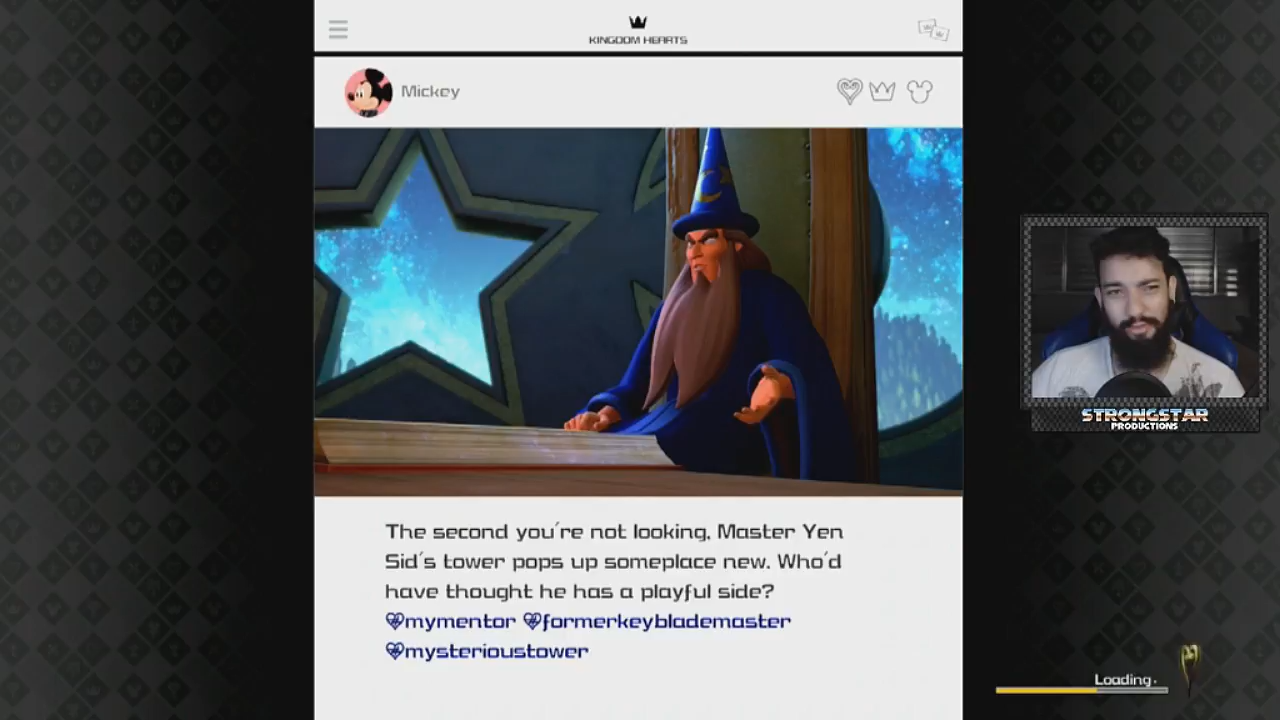 KINGDOM HEARTS
Mickey
The second you're not looking, Master Yen
Sid's tower pops up someplace new. Who'd
have thought he has a playful side?
mymentor formerkeyblademaster
mysterioustower
STRONGSTAR
PRODUCTIONS
Loading.